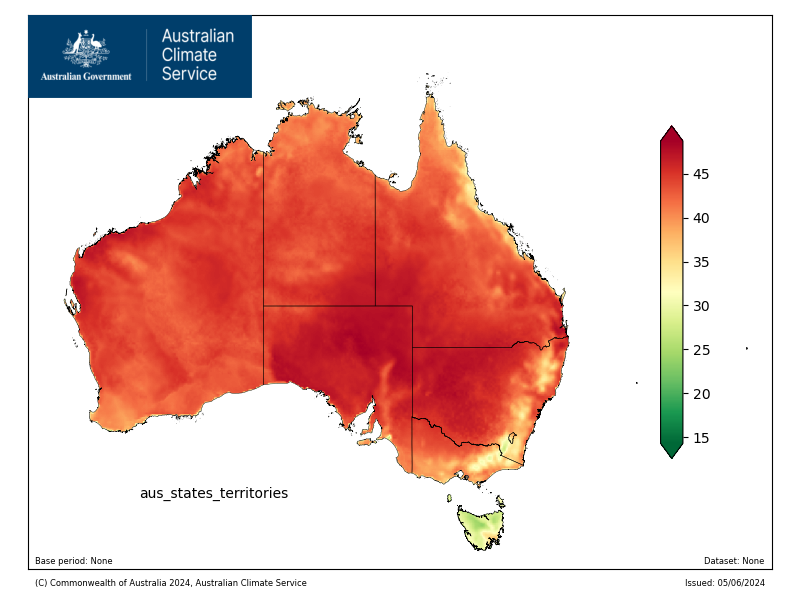 Australian
Climate
Service
Australian Government
45
40
35
30
25
20
15
aus_states_territories
Base period: None
Dataset: None
(C) Commonwealth of Australia 2024, Australian Climate Service
Issued: 05/06/2024